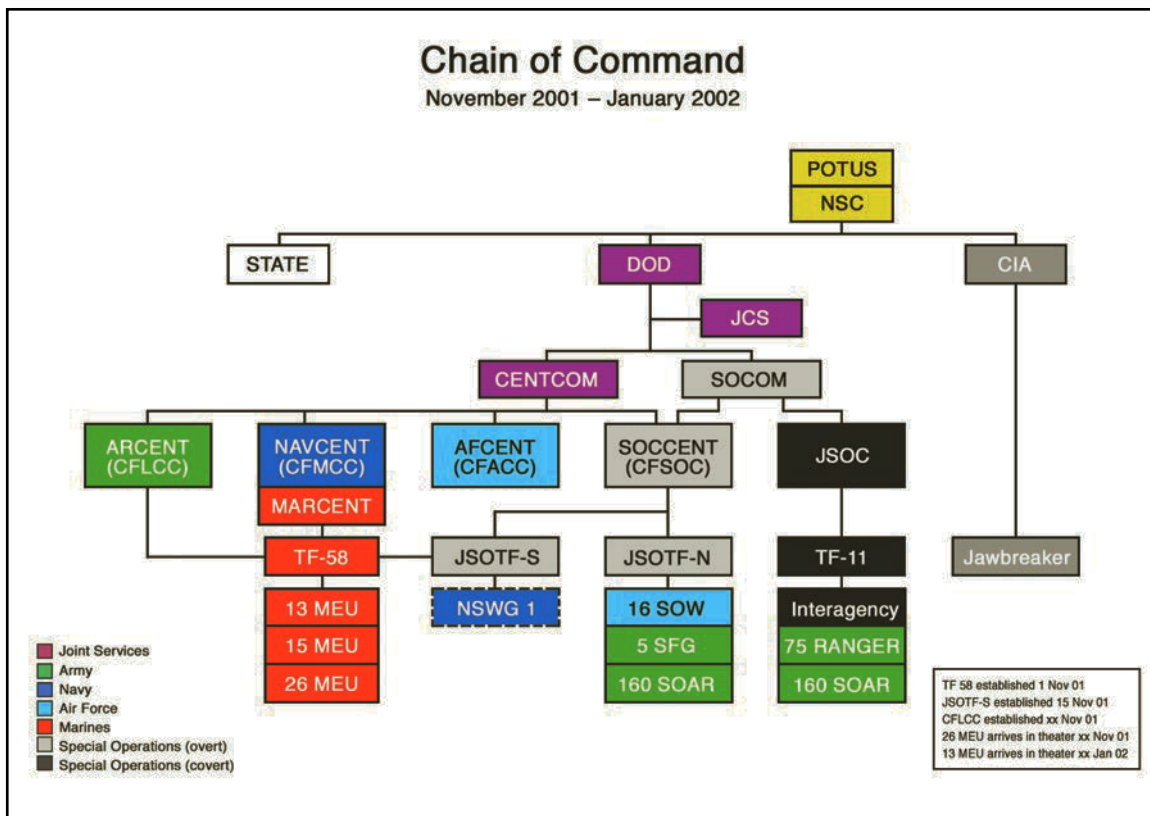 Chain of Command
November 2001 – January 2002
POTUS
NSC
STATE
DOD
CIA
JCS
CENTCOM
SOCOM
ARCENT
(CFLCC)
NAVCENT
(CFMCC)
MARCENT
AFCENT
(CFACC)
SOCCENT
(CFSOC)
JSOC
TF-58
JSOTF-S
JSOTF-N
TF-11
Jawbreaker
13 MEU
15 MEU
26 MEU
NSWG 1
16 SOW
5 SFG
160 SOAR
Interagency
75 RANGER
160 SOAR
Joint Services
Army
Navy
Air Force
Marines
Special Operations (overt)
Special Operations (covert)
TF 58 established 1 Nov 01
JSOTF-S established 15 Nov 01
CFLCC established xx Nov 01
26 MEU arrives in theater xx Nov 01
13 MEU arrives in theater xx Jan 02